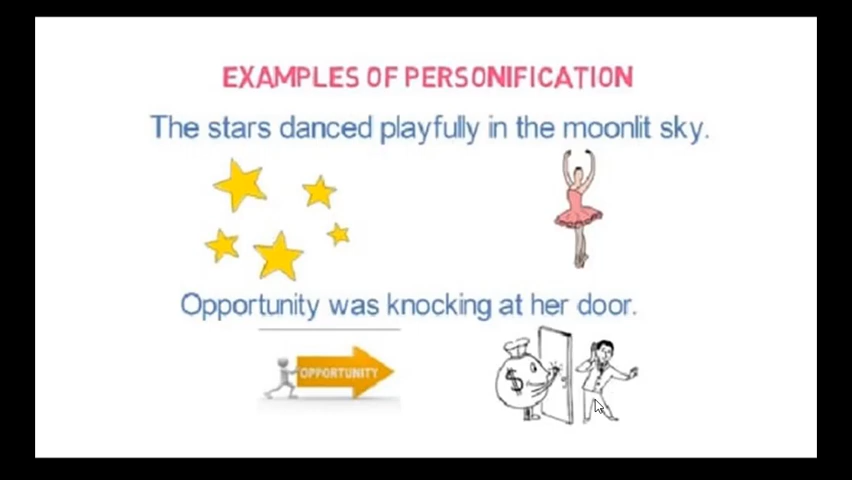 EXAMPLES OF PERSONIFICATION
The stars danced playfully in the moonlit sky.
Opportunity was knocking at her door.
OPPORTUNITY
$